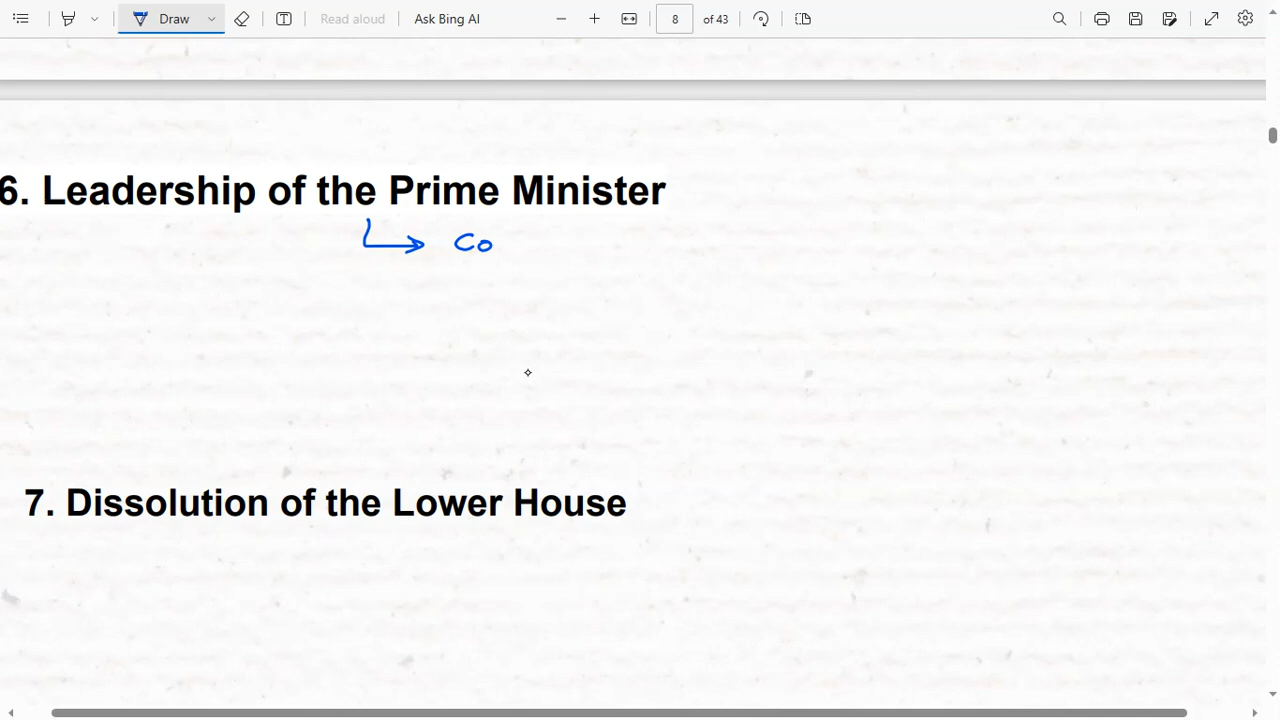 Draw
Read aloud
Ask Bing AI
8 of 43
6. Leadership of the Prime Minister
Co
7. Dissolution of the Lower House